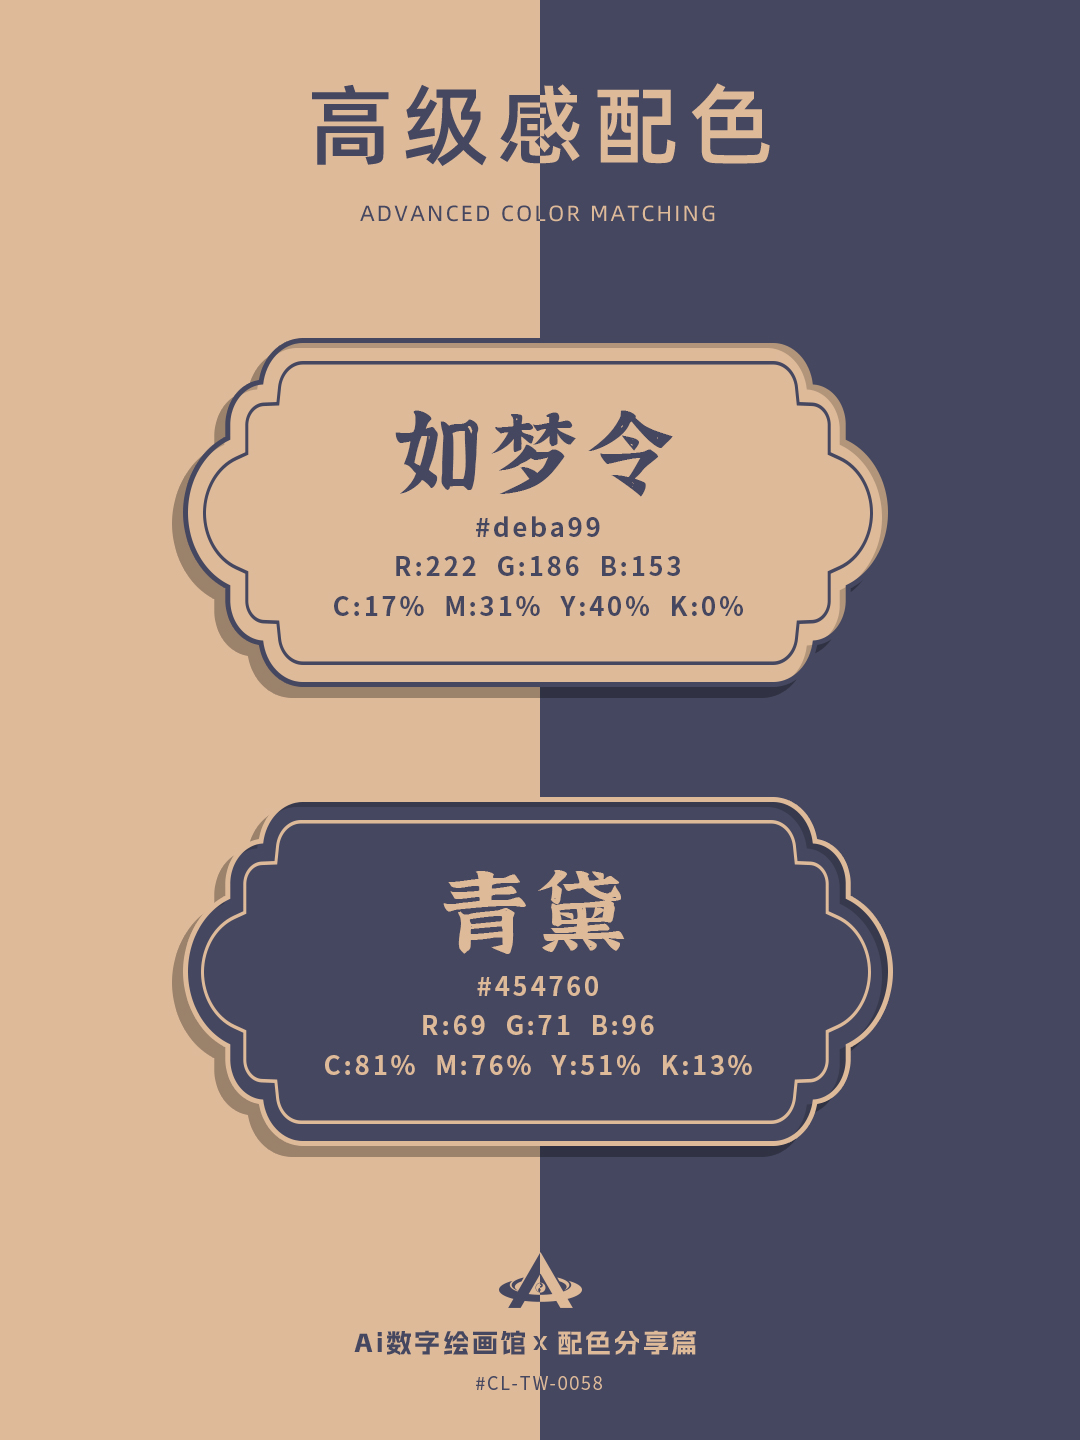 高级感配色
ADVANCED COLOR MATCHING
如梦令
#deba99
R:222 G:186 B:153
C:17% M:31% Y:40% K:0%
青黛
#454760
R:69 G:71 B:96
C:81% M:76% Y:51% K:13%
Ai数字绘画馆 x 配色分享篇
#CL-TW-0058